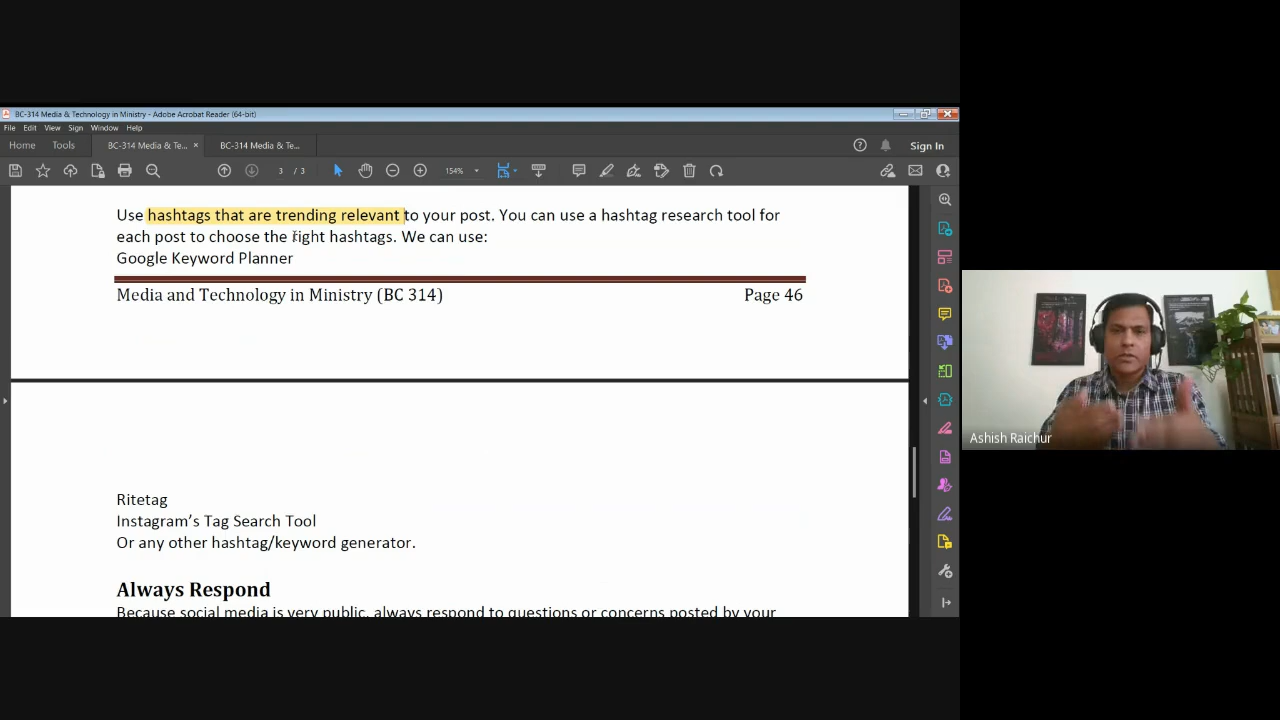 BC-314 Media & Technology in Ministry - Adobe Acrobat Reader (64-bit)
File Edit View Sign Window Help
Home Tools BC-314 Media & Te... × BC-314 Media & Te... Sign In
3 / 3 154%
Use hashtags that are trending relevant to your post. You can use a hashtag research tool for
each post to choose the right hashtags. We can use:
Google Keyword Planner
Media and Technology in Ministry (BC 314) Page 46
Ritetag
Instagram's Tag Search Tool
Or any other hashtag/keyword generator.
Always Respond
Because social media is very public, always respond to questions or concerns posted by your
Ashish Raichur